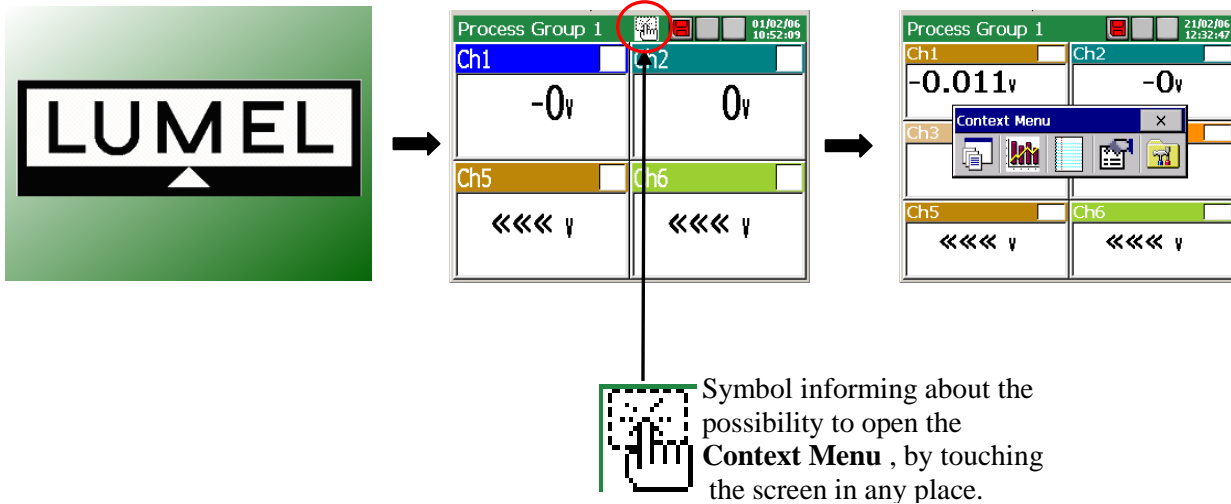 LUMEL
Process Group 1
01/02/06
10:52:09
Ch1
Ch2
-0v
0v
Ch5
Ch6
««« v
««« v
Process Group 1
21/02/06
12:32:47
Ch1
Ch2
-0.011v
-0v
Context Menu
Ch3
Ch5
Ch6
««« v
««« v
Symbol informing about the
possibility to open the
Context Menu , by touching
the screen in any place.